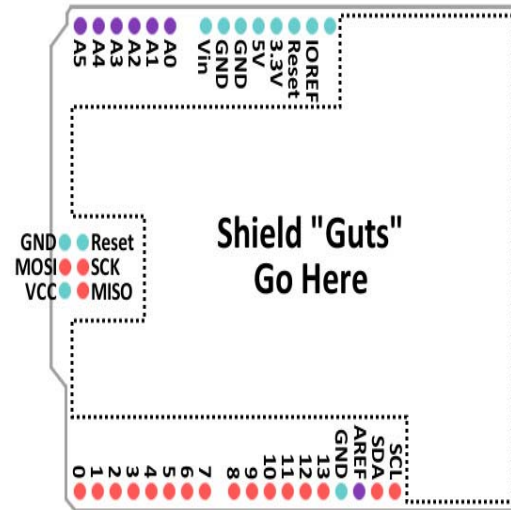 A5 A4 A3 A2 A1 A0 Vin GND GND 5V 3.3V Reset IOREF
Shield "Guts"
Go Here
GND Reset
MOSI SCK
VCC MISO
0 1 2 3 4 5 6 7 8 9 10 11 12 13 GND AREF SDA SCL